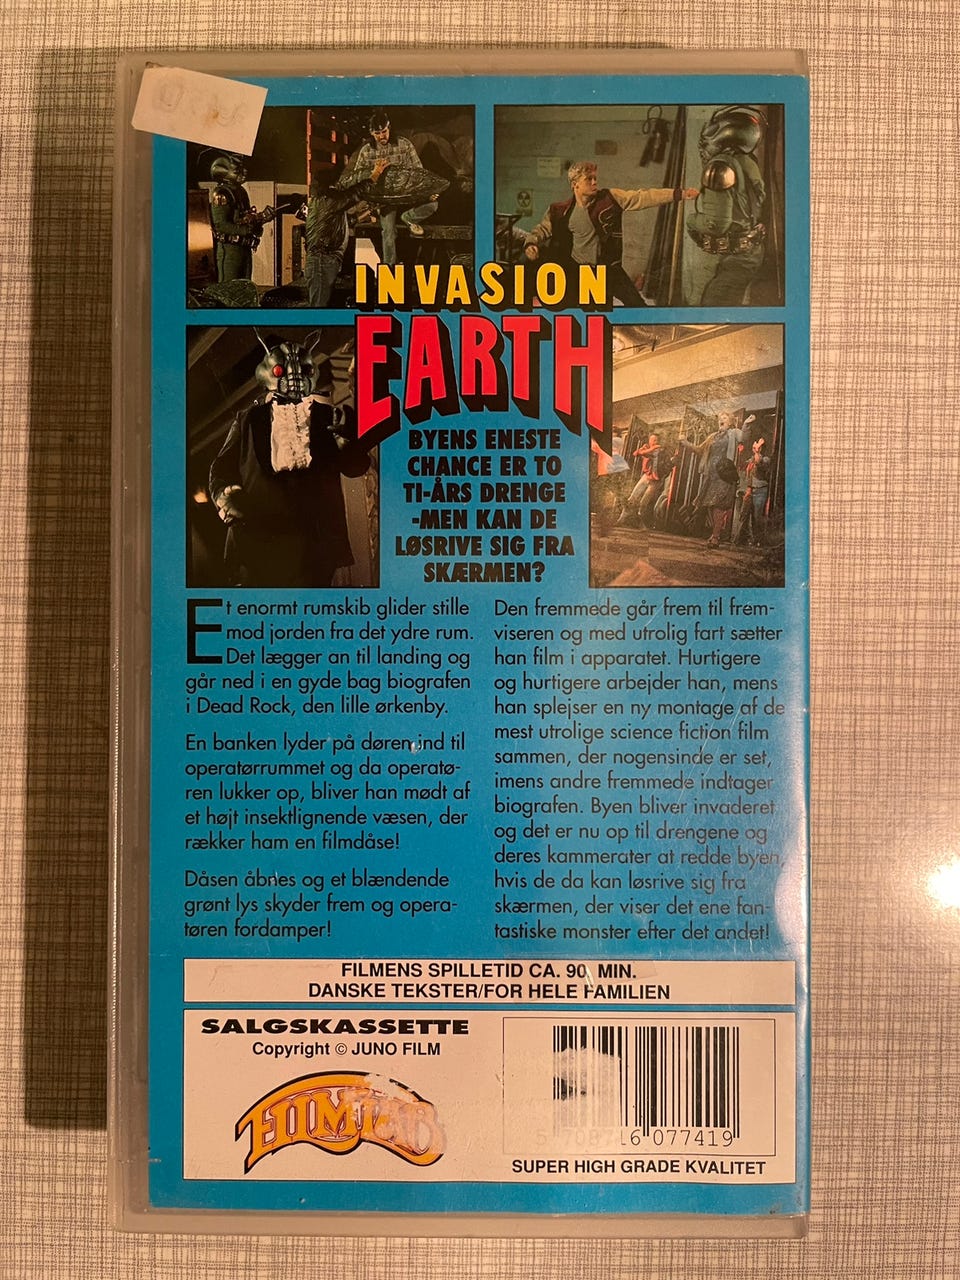 INVASION
EARTH
BYENS ENESTE
CHANCE ER TO
TI-ÅRS DRENGE
-MEN KAN DE
LØSRIVE SIG FRA
SKÆRMEN?
Et enormt rumskib glider stille
mod jorden fra det ydre rum.
Det lægger an til landing og
går ned i en gyde bag biografen
i Dead Rock, den lille ørkenby.
En banken lyder på døren ind til
operatørrummet og da operatø-
ren lukker op, bliver han mødt af
et højt insektlignende væsen, der
rækker ham en filmdåse!
Dåsen åbnes og et blændende
grønt lys skyder frem og opera-
tøren fordamper!
Den fremmede går frem til frem-
viseren og med utrolig fart sætter
han film i apparatet. Hurtigere
og hurtigere arbejder han, mens
han splejser en ny montage af de
mest utrolige science fiction film
sammen, der nogensinde er set,
imens andre fremmede indtager
biografen. Byen bliver invaderet
og det er nu op til drengene og
deres kammerater at redde byen,
hvis de da kan løsrive sig fra
skærmen, der viser det ene fan-
tastiske monster efter det andet!
FILMENS SPILLETID CA. 90 MIN.
DANSKE TEKSTER/FOR HELE FAMILIEN
SALGSKASSETTE
Copyright © JUNO FILM
5 708716 077419
SUPER HIGH GRADE KVALITET